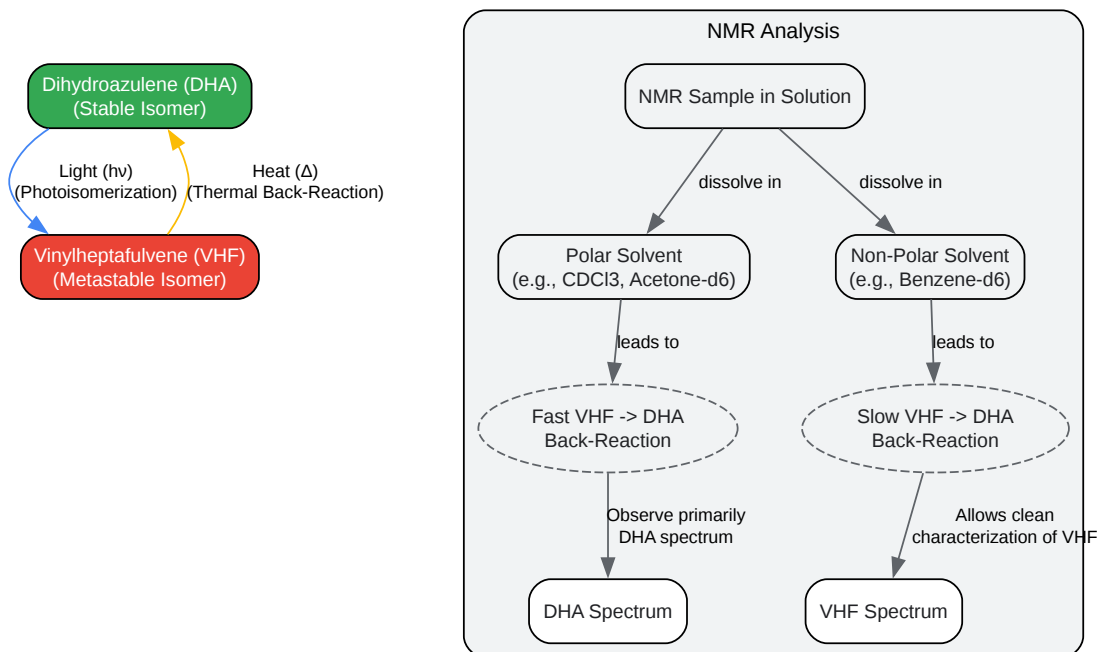 Dihydroazulene (DHA)
(Stable Isomer)
Light (hν)
(Photoisomerization)
Heat (Δ)
(Thermal Back-Reaction)
Vinylheptafulvene (VHF)
(Metastable Isomer)
NMR Analysis
NMR Sample in Solution
dissolve in
dissolve in
Polar Solvent
(e.g., CDCl3, Acetone-d6)
Non-Polar Solvent
(e.g., Benzene-d6)
leads to
leads to
Fast VHF -> DHA
Back-Reaction
Slow VHF -> DHA
Back-Reaction
Observe primarily
DHA spectrum
Allows clean
characterization of VHF
DHA Spectrum
VHF Spectrum